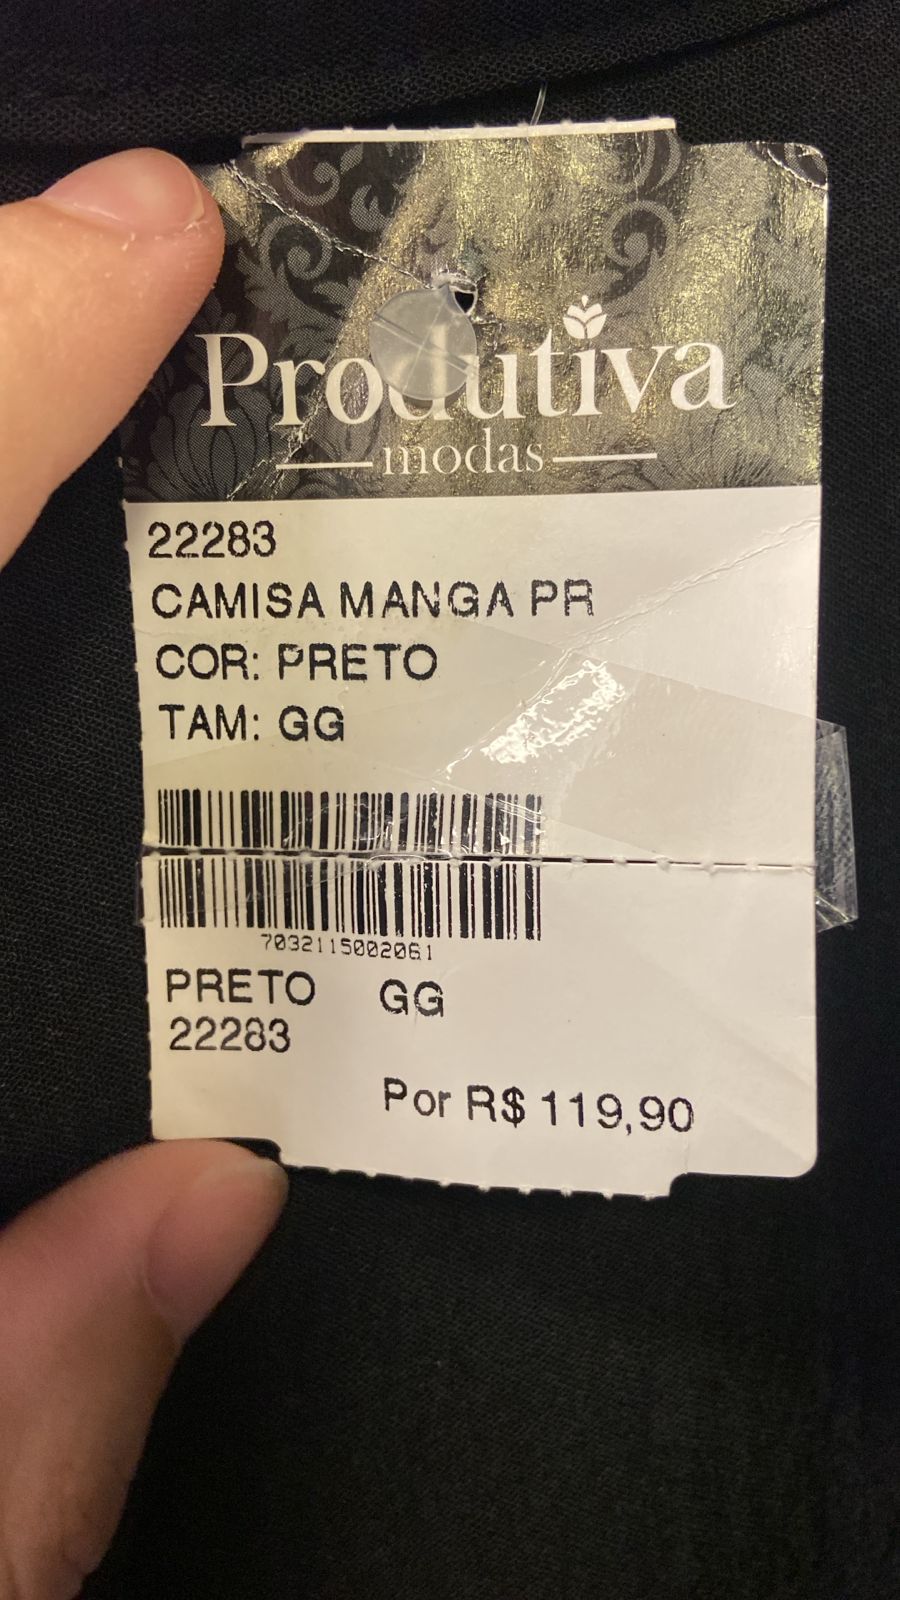 Produtiva
modas
22283
CAMISA MANGA PR
COR: PRETO
TAM: GG
7032115002061
PRETO GG
22283
Por R$ 119,90